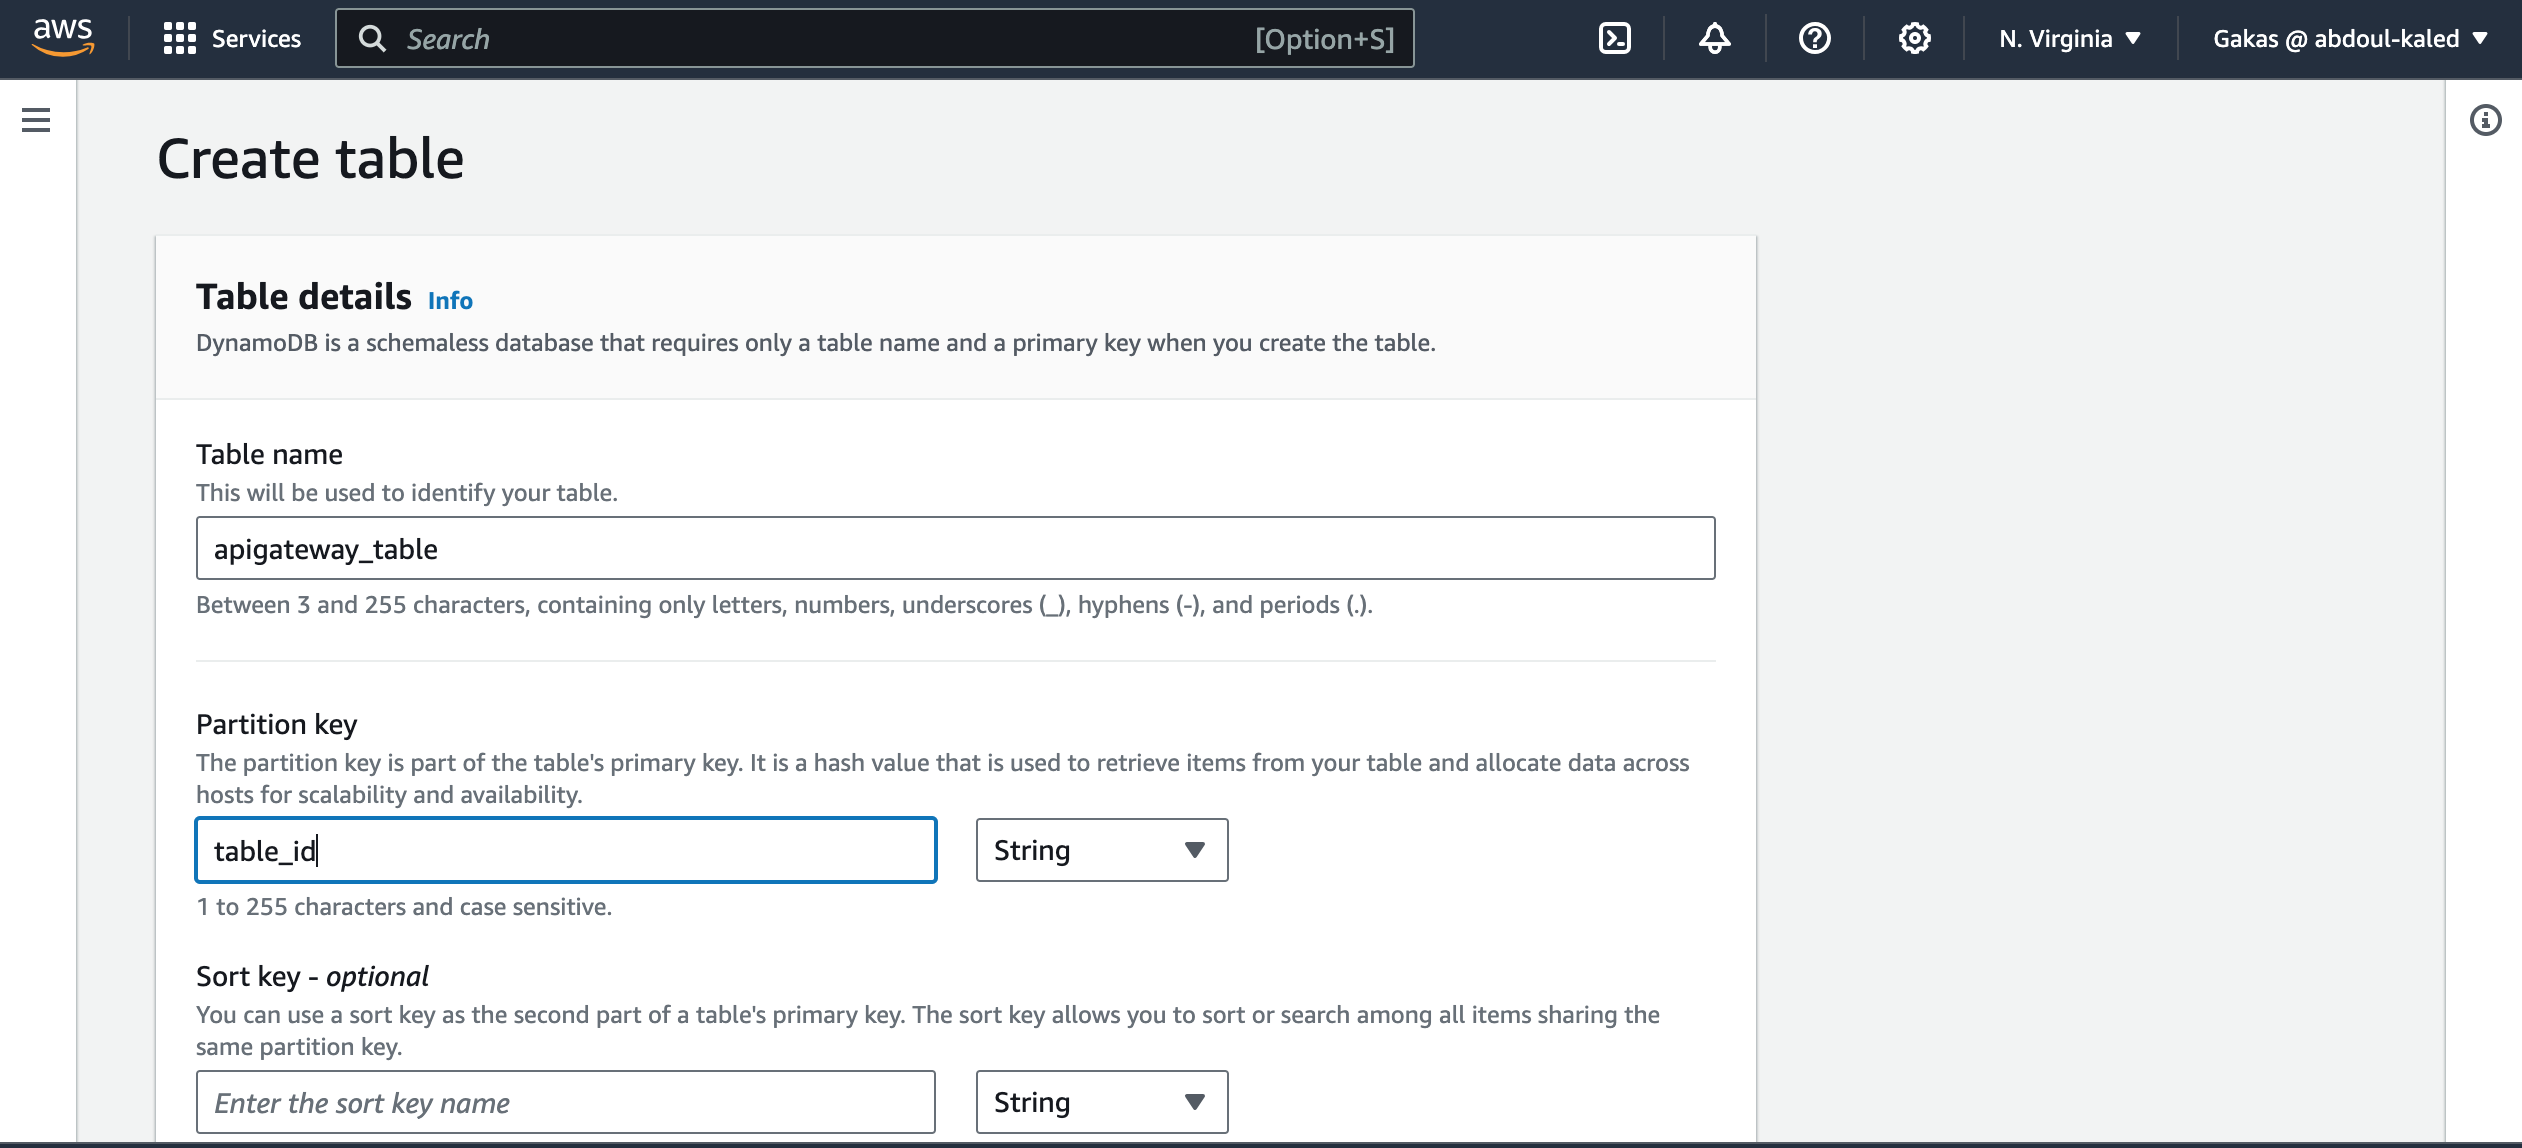 aws
Services
Search
[Option+S]
N. Virginia
Gakas @ abdoul-kaled
Create table
Table details Info
DynamoDB is a schemaless database that requires only a table name and a primary key when you create the table.
Table name
This will be used to identify your table.
apigateway_table
Between 3 and 255 characters, containing only letters, numbers, underscores (_), hyphens (-), and periods (.).
Partition key
The partition key is part of the table's primary key. It is a hash value that is used to retrieve items from your table and allocate data across
hosts for scalability and availability.
table_id
String
1 to 255 characters and case sensitive.
Sort key - optional
You can use a sort key as the second part of a table's primary key. The sort key allows you to sort or search among all items sharing the
same partition key.
Enter the sort key name
String